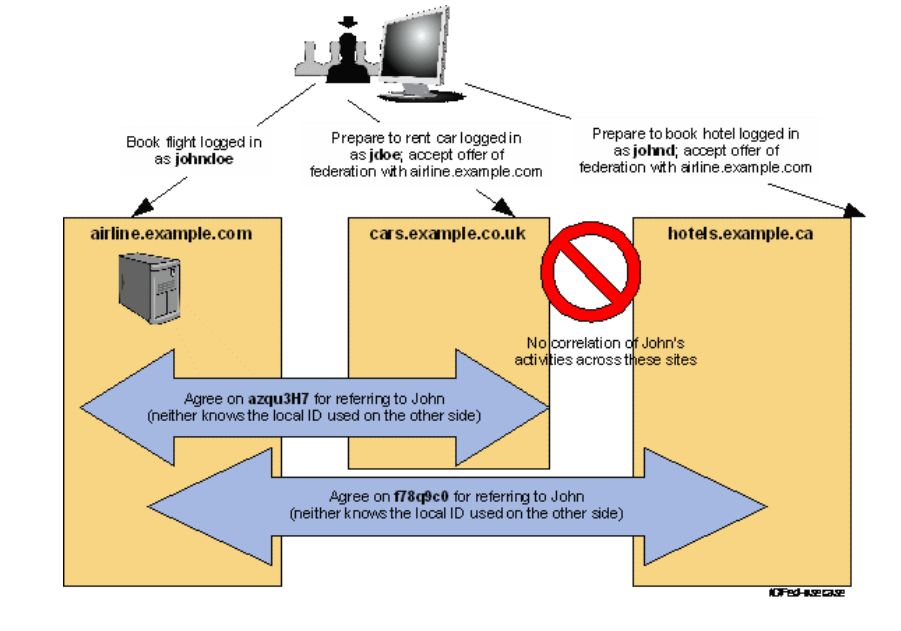 Book flight logged in
as johndoe
Prepare to rent car logged in
as jdoe; accept offer of
federation with airline.example.com
Prepare to book hotel logged in
as johnd; accept offer of
federation with airline.example.com
airline.example.com
cars.example.co.uk
hotels.example.ca
No correlation of John's
activities across these sites
Agree on azqu3H7 for referring to John
(neither knows the local ID used on the other side)
Agree on f78q9c0 for referring to John
(neither knows the local ID used on the other side)
IDFed-usecase